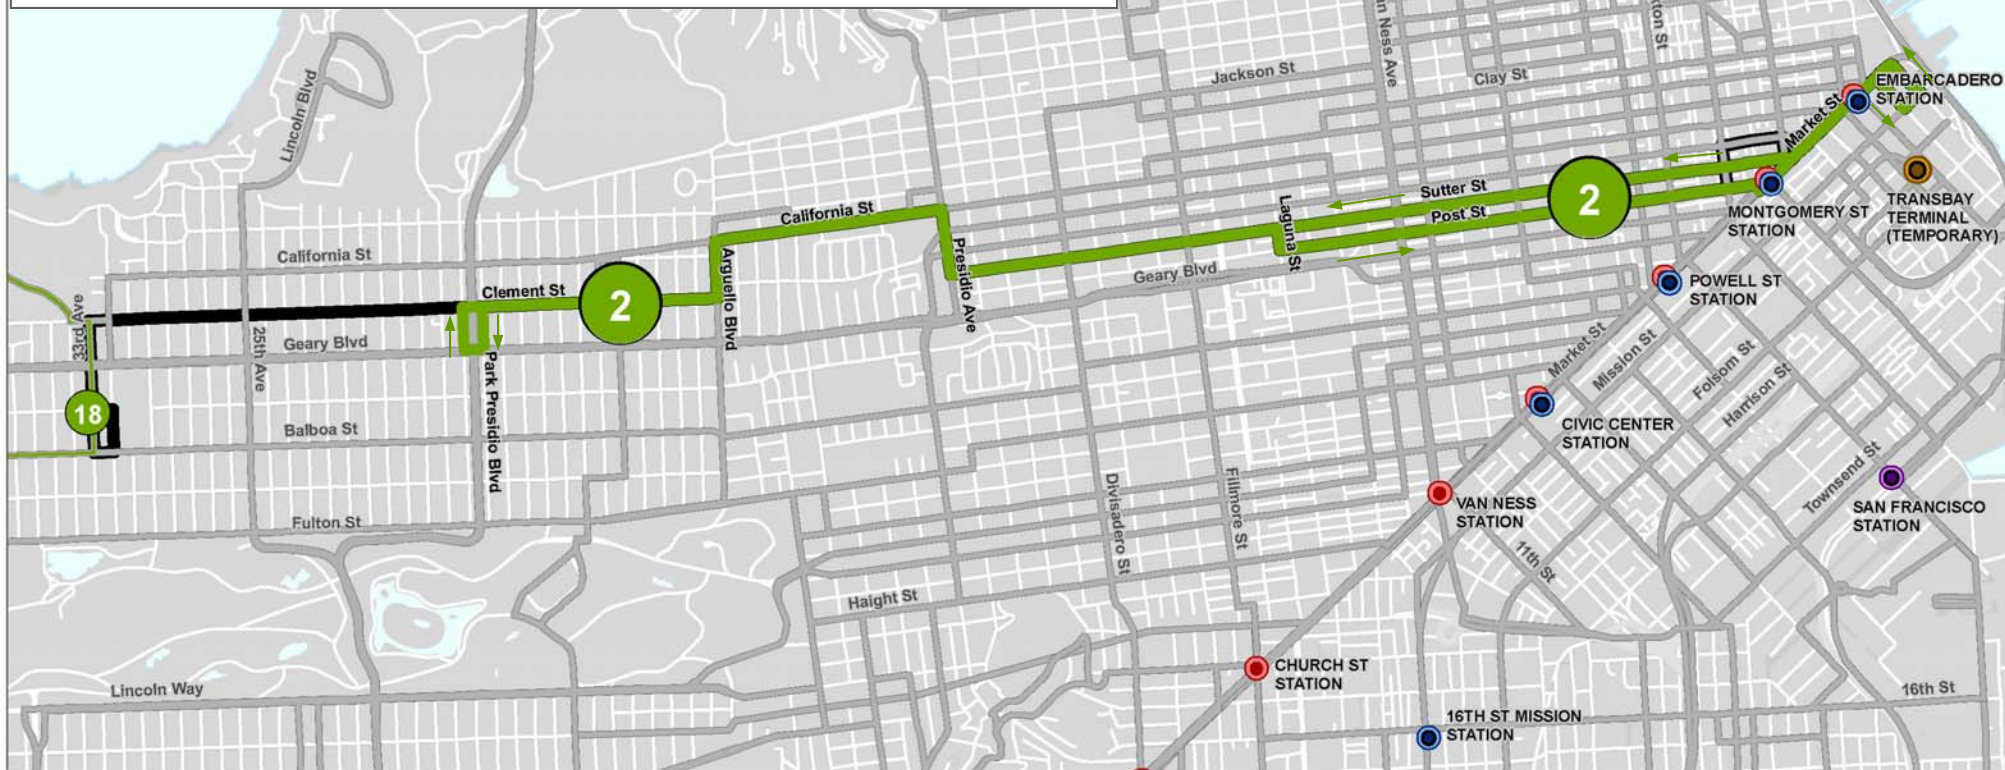 an Ness Ave
xton St
Jackson St
Clay St
Lincoln Blvd
EMBARCADERO
STATION
Market St
TRANSBAY
TERMINAL
(TEMPORARY)
Sutter St
2
Post St
MONTGOMERY ST
STATION
California St
Laguna St
California St
Presidio Ave
Geary Blvd
Arguello Blvd
POWELL ST
STATION
Clement St
2
33rd Ave
25th Ave
Geary Blvd
Park Presidio Blvd
Market St
Mission St
Folsom St
Harrison St
18
Balboa St
CIVIC CENTER
STATION
Townsend St
Divisadero St
Fillmore St
VAN NESS
STATION
SAN FRANCISCO
STATION
Fulton St
11th St
Haight St
CHURCH ST
STATION
Lincoln Way
16th St
16TH ST MISSION
STATION